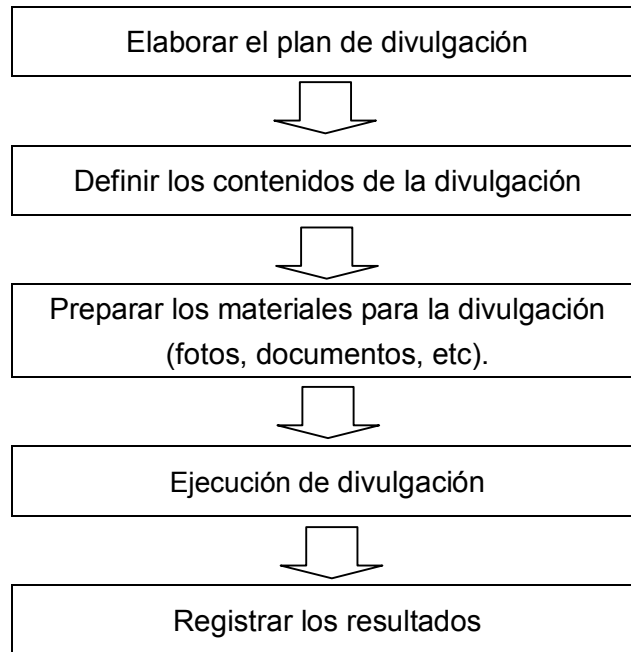 Elaborar el plan de divulgación
Definir los contenidos de la divulgación
Preparar los materiales para la divulgación
(fotos, documentos, etc).
Ejecución de divulgación
Registrar los resultados